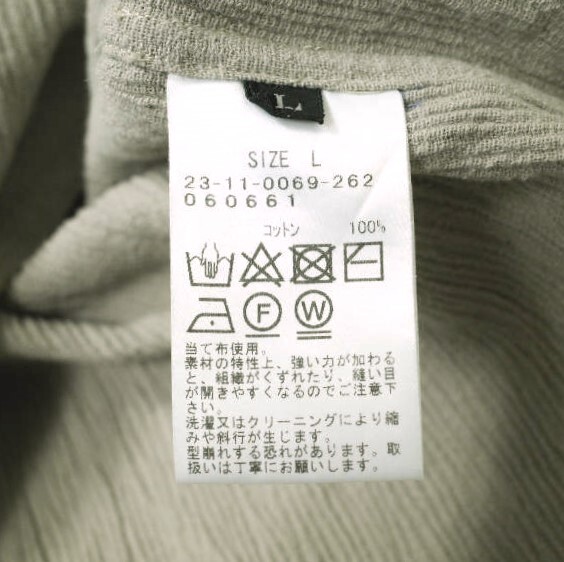 L
SIZE L
23-11-0069-262
060661
コットン 100%
F W
当て布使用。
素材の特性上、強い力が加わる
と、組織がくずれたり、縫い目
が開きやすくなるのでご注意下
さい。
洗濯又はクリーニングにより縮
みや斜行が生じます。
型崩れする恐れがあります。取
扱いは丁寧にお願いします。